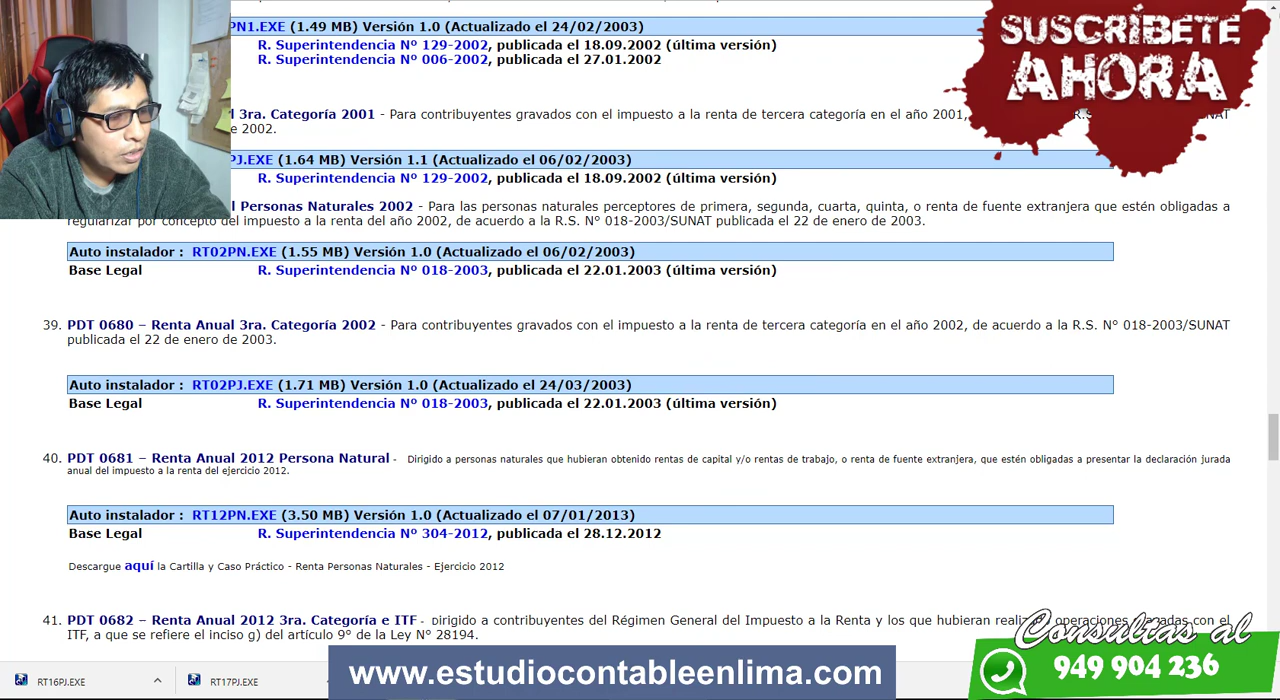 PN1.EXE (1.49 MB) Versión 1.0 (Actualizado el 24/02/2003)
R. Superintendencia Nº 129-2002, publicada el 18.09.2002 (última versión)
R. Superintendencia Nº 006-2002, publicada el 27.01.2002
SUSCRÍBETE
AHORA
3ra. Categoría 2001 - Para contribuyentes gravados con el impuesto a la renta de tercera categoría en el año 2001,
e 2002.
PJ.EXE (1.64 MB) Versión 1.1 (Actualizado el 06/02/2003)
R. Superintendencia Nº 129-2002, publicada el 18.09.2002 (última versión)
l Personas Naturales 2002 - Para las personas naturales perceptores de primera, segunda, cuarta, quinta, o renta de fuente extranjera que estén obligadas a
regularizar por concepto del impuesto a la renta del año 2002, de acuerdo a la R.S. N° 018-2003/SUNAT publicada el 22 de enero de 2003.
Auto instalador : RT02PN.EXE (1.55 MB) Versión 1.0 (Actualizado el 06/02/2003)
Base Legal R. Superintendencia Nº 018-2003, publicada el 22.01.2003 (última versión)
39. PDT 0680 – Renta Anual 3ra. Categoría 2002 - Para contribuyentes gravados con el impuesto a la renta de tercera categoría en el año 2002, de acuerdo a la R.S. N° 018-2003/SUNAT
publicada el 22 de enero de 2003.
Auto instalador : RT02PJ.EXE (1.71 MB) Versión 1.0 (Actualizado el 24/03/2003)
Base Legal R. Superintendencia Nº 018-2003, publicada el 22.01.2003 (última versión)
40. PDT 0681 – Renta Anual 2012 Persona Natural - Dirigido a personas naturales que hubieran obtenido rentas de capital y/o rentas de trabajo, o renta de fuente extranjera, que estén obligadas a presentar la declaración jurada
anual del impuesto a la renta del ejercicio 2012.
Auto instalador : RT12PN.EXE (3.50 MB) Versión 1.0 (Actualizado el 07/01/2013)
Base Legal R. Superintendencia Nº 304-2012, publicada el 28.12.2012
Descargue aquí la Cartilla y Caso Práctico - Renta Personas Naturales - Ejercicio 2012
41. PDT 0682 – Renta Anual 2012 3ra. Categoría e ITF - dirigido a contribuyentes del Régimen General del Impuesto a la Renta y los que hubieran con el
ITF, a que se refiere el inciso g) del artículo 9° de la Ley N° 28194.
Consultas al
949 904 236
RT16PJ.EXE RT17PJ.EXE
www.estudiocontableenlima.com